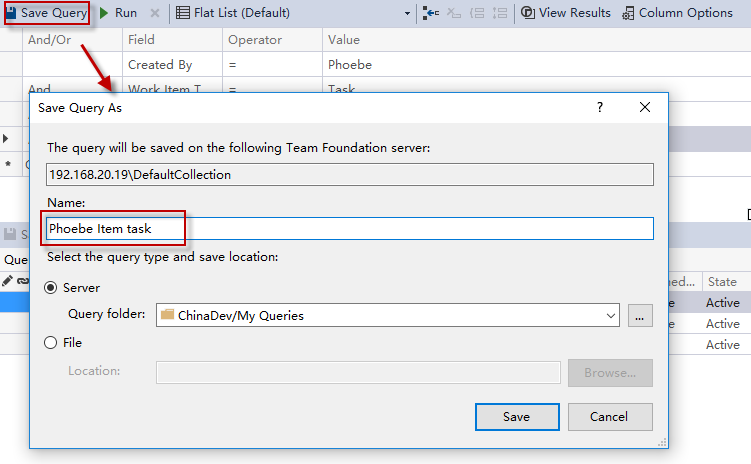 Save Query Run Flat List (Default) View Results Column Options
And/Or Field Operator Value
Created By = Phoebe
And Work Item T... = Task
Save Query As
The query will be saved on the following Team Foundation server:
192.168.20.19\DefaultCollection
Name:
Phoebe Item task
Select the query type and save location:
Server
Query folder: ChinaDev/My Queries ...
File
Location: Browse...
Save Cancel
ned... State
Active
Active
Active